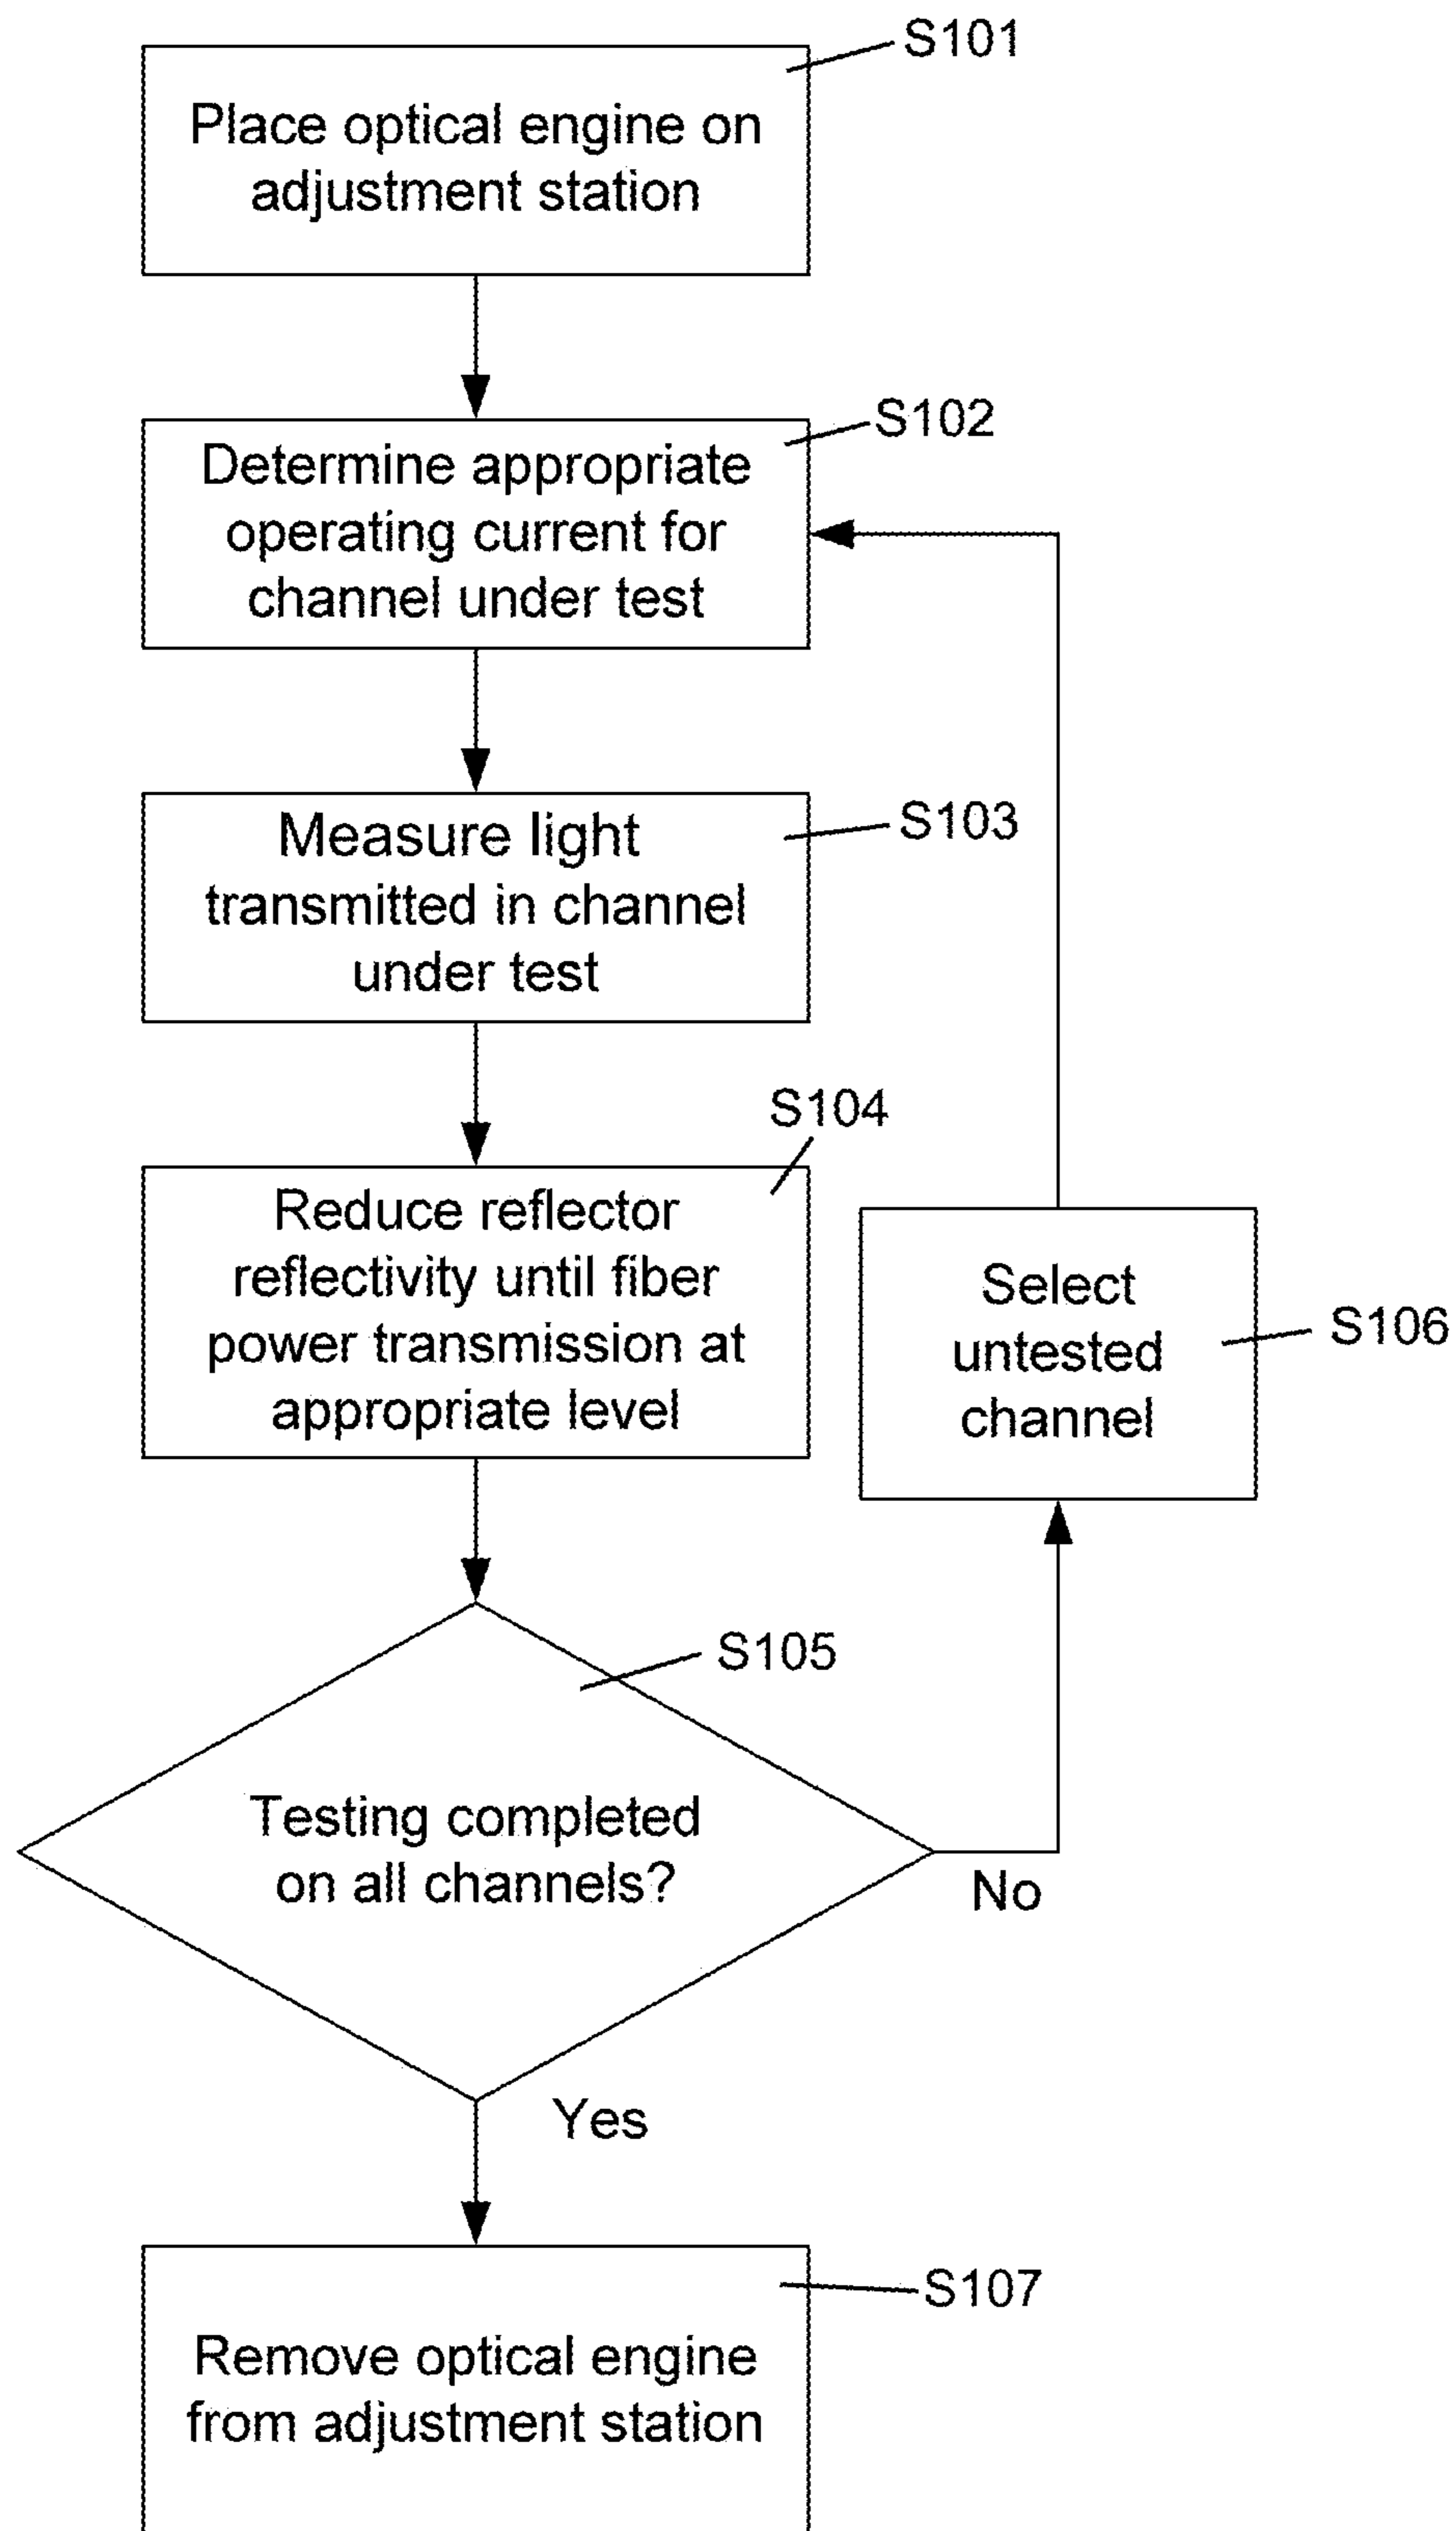 S101
Place optical engine on
adjustment station
S102
Determine appropriate
operating current for
channel under test
S103
Measure light
transmitted in channel
under test
S104
Reduce reflector
reflectivity until fiber
power transmission at
appropriate level
S106
Select
untested
channel
S105
Testing completed
on all channels?
No
Yes
S107
Remove optical engine
from adjustment station